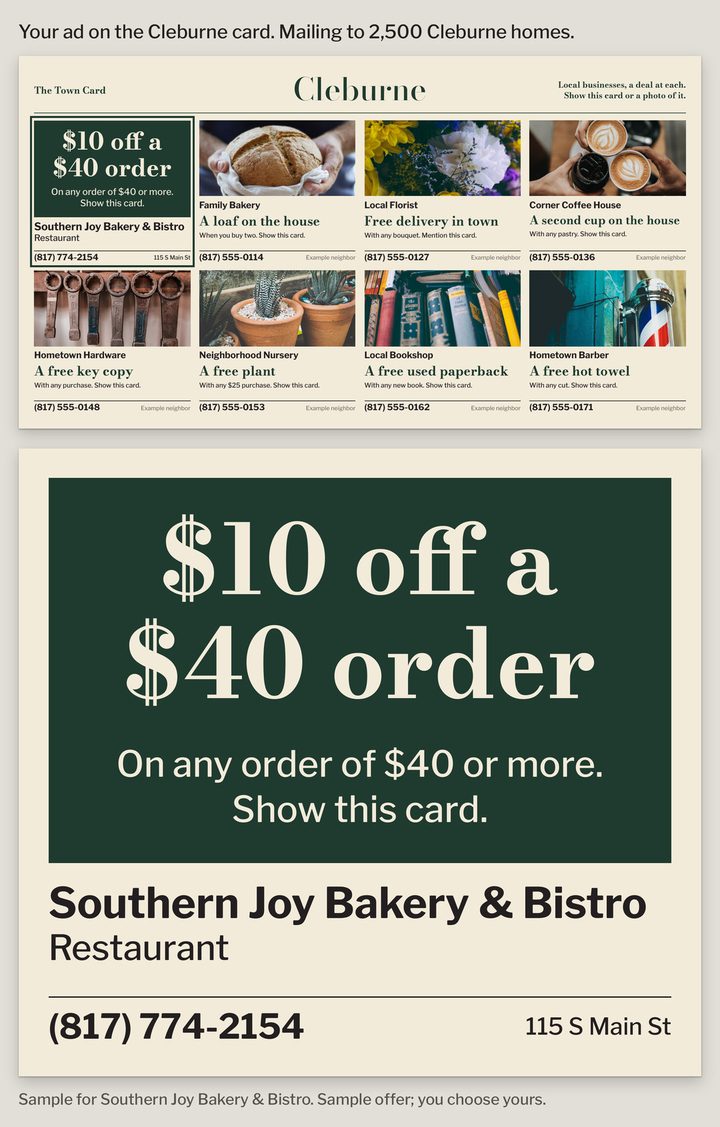 Your ad on the Cleburne card. Mailing to 2,500 Cleburne homes.
The Town Card
Cleburne
Local businesses, a deal at each.
Show this card or a photo of it.
$10 off a
$40 order
On any order of $40 or more.
Show this card.
Southern Joy Bakery & Bistro
Restaurant
(817) 774-2154
115 S Main St
Family Bakery
A loaf on the house
When you buy two. Show this card.
(817) 555-0114
Example neighbor
Local Florist
Free delivery in town
With any bouquet. Mention this card.
(817) 555-0127
Example neighbor
Corner Coffee House
A second cup on the house
With any pastry. Show this card.
(817) 555-0136
Example neighbor
Hometown Hardware
A free key copy
With any purchase. Show this card.
(817) 555-0148
Example neighbor
Neighborhood Nursery
A free plant
With any $25 purchase. Show this card.
(817) 555-0153
Example neighbor
Local Bookshop
A free used paperback
With any new book. Show this card.
(817) 555-0162
Example neighbor
Hometown Barber
A free hot towel
With any cut. Show this card.
(817) 555-0171
Example neighbor
$10 off a
$40 order
On any order of $40 or more.
Show this card.
Southern Joy Bakery & Bistro
Restaurant
(817) 774-2154
115 S Main St
Sample for Southern Joy Bakery & Bistro. Sample offer; you choose yours.